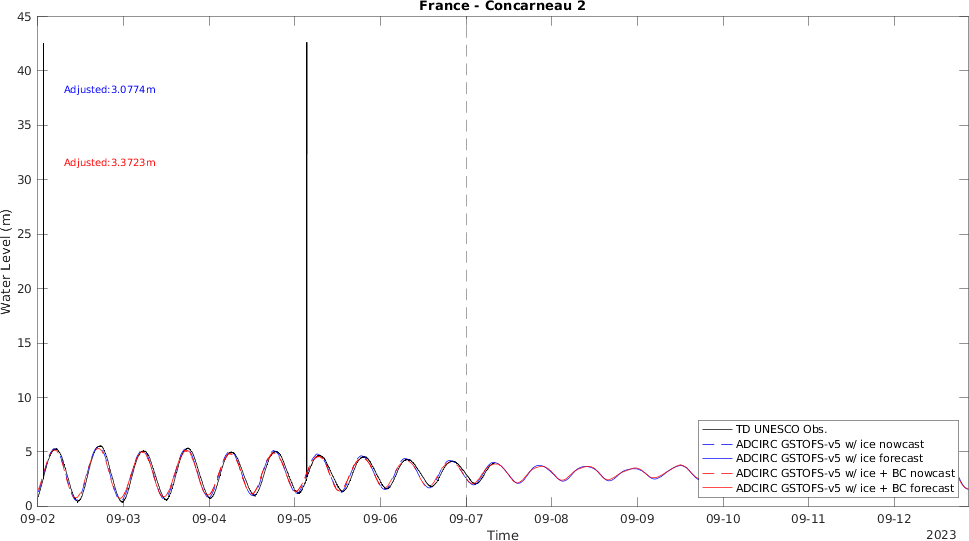 France - Concarneau 2
45
40
35
30
25
20
15
10
5
0
Water Level (m)
Adjusted:3.0774m
Adjusted:3.3723m
TD UNESCO Obs.
ADCIRC GSTOFS-v5 w/ ice nowcast
ADCIRC GSTOFS-v5 w/ ice forecast
ADCIRC GSTOFS-v5 w/ ice + BC nowcast
ADCIRC GSTOFS-v5 w/ ice + BC forecast
09-02 09-03 09-04 09-05 09-06 09-07 09-08 09-09 09-10 09-11 09-12
Time
2023